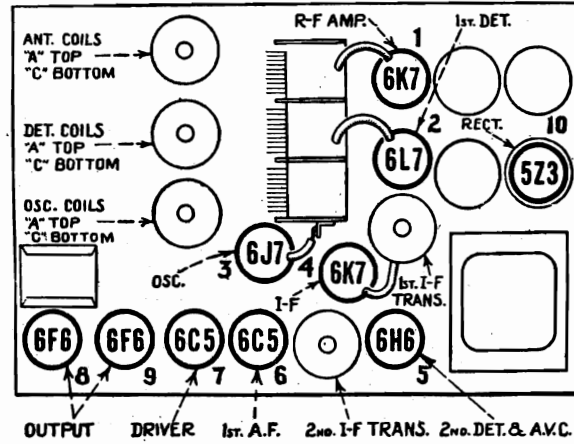 R-F AMP.
1ST. DET.
ANT. COILS
"A" TOP
"C" BOTTOM
1
6K7
DET. COILS
"A" TOP
"C" BOTTOM
2
RECT.
10
6L7
5Z3
OSC. COILS
"A" TOP
"C" BOTTOM
OSC.
3
6J7
4
6K7
I-F
1ST. I-F
TRANS.
6F6
6F6
6C5
6C5
6H6
8
9
7
6
5
OUTPUT
DRIVER
1ST. A.F.
2ND. I-F TRANS.
2ND. DET. & A.V.C.